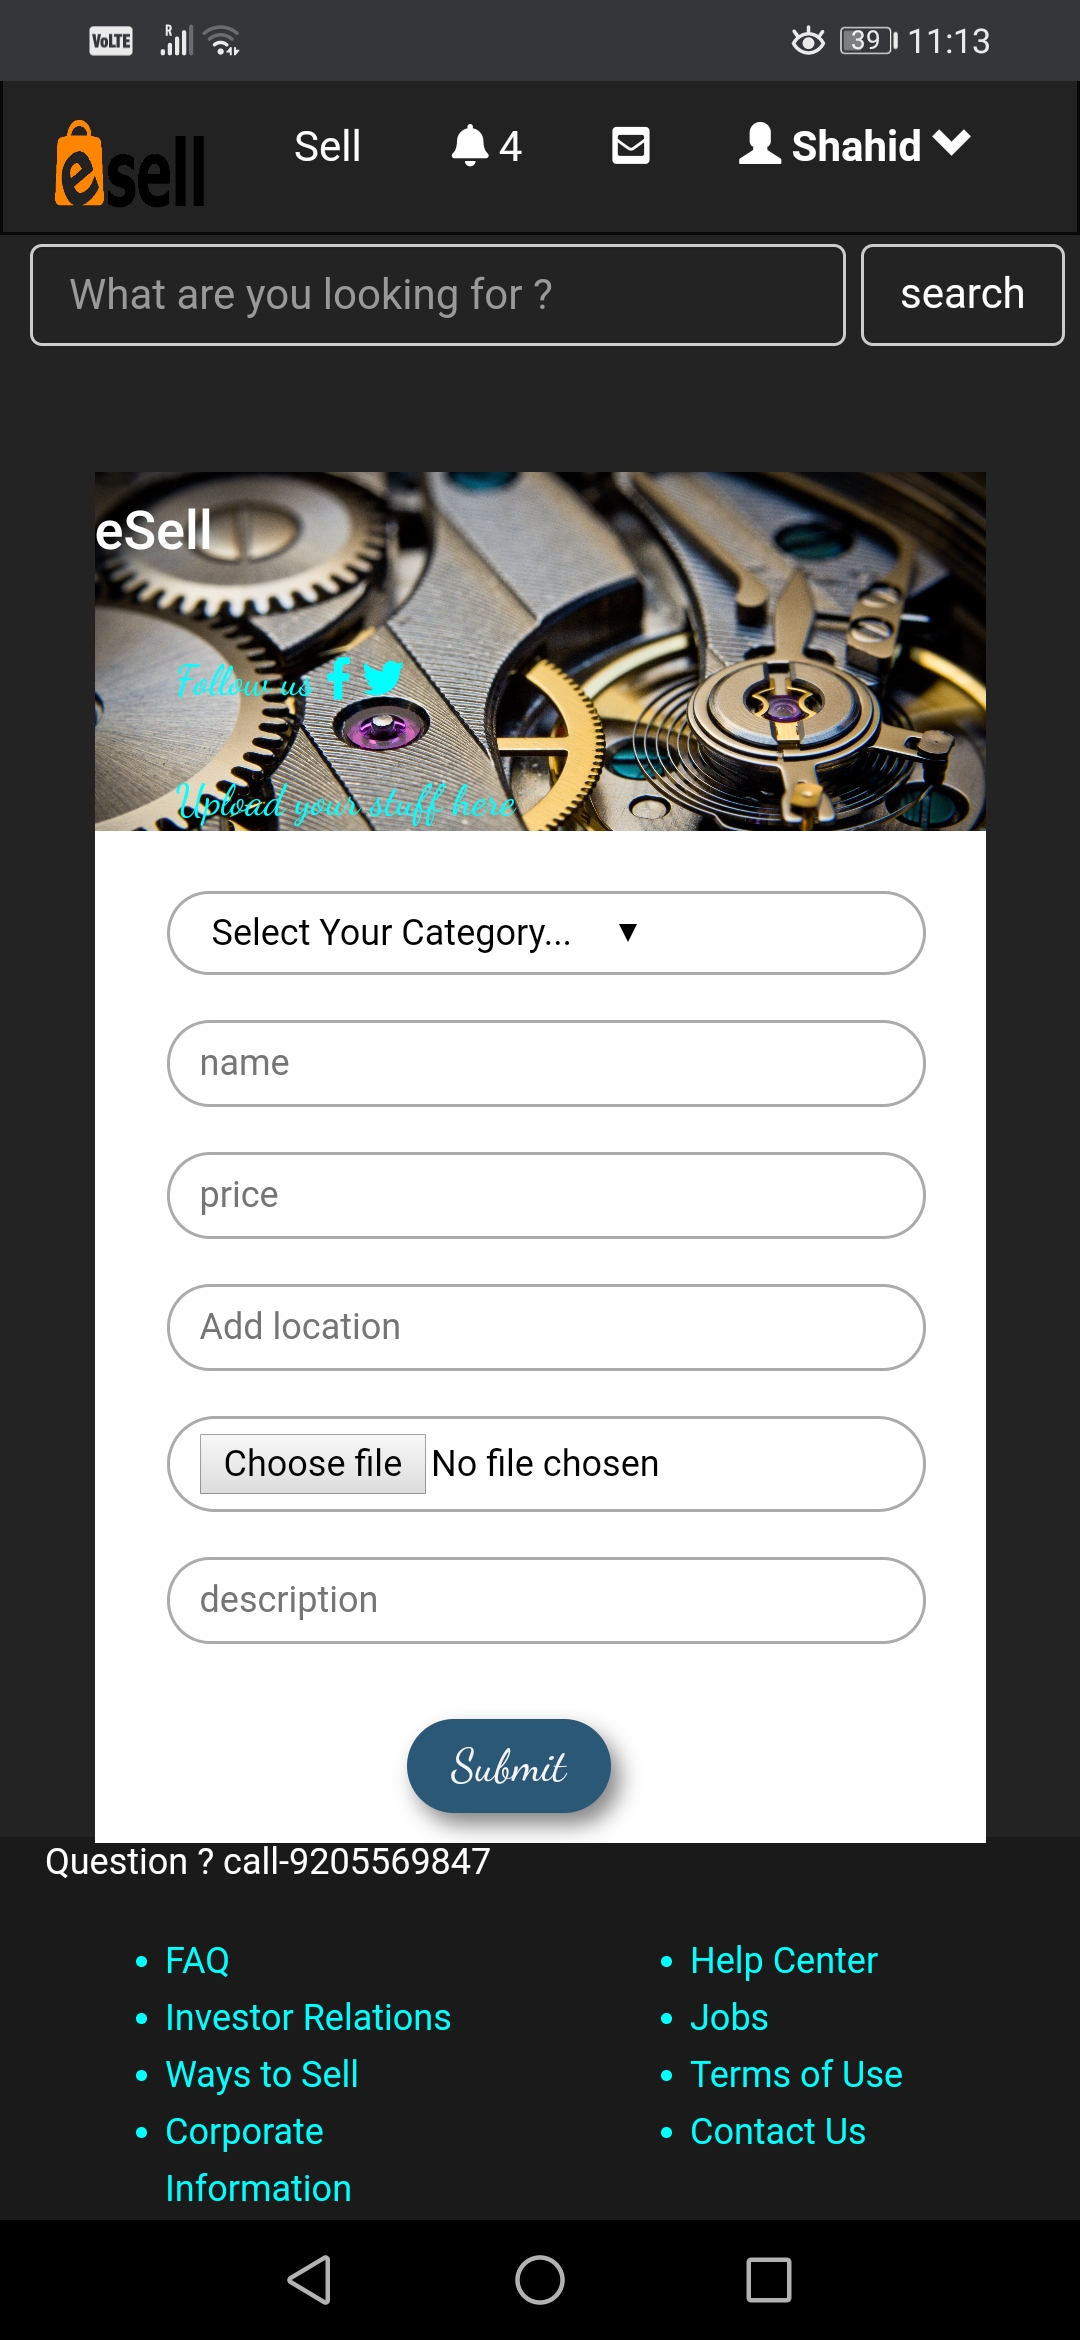 VoLTE R 39 11:13
esell Sell 4 Shahid
What are you looking for ? search
eSell
Follow us
Upload your stuff here
Select Your Category...
name
price
Add location
Choose file No file chosen
description
Submit
Question ? call-9205569847
FAQ
Investor Relations
Ways to Sell
Corporate
Information
Help Center
Jobs
Terms of Use
Contact Us